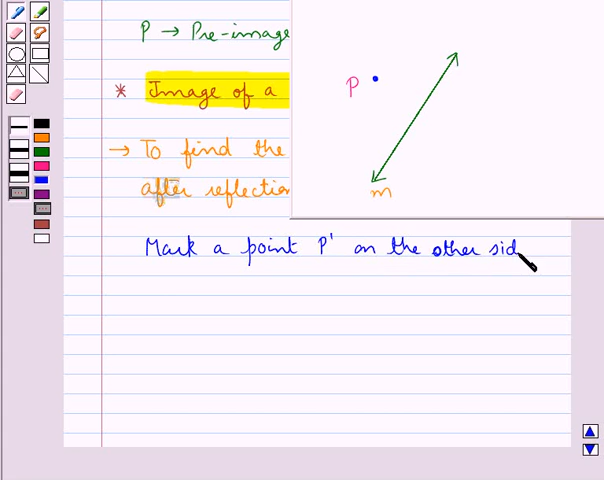 P → Pre-image
* Image of a
→ To find the
after reflection
Mark a point P' on the other sid
P
m